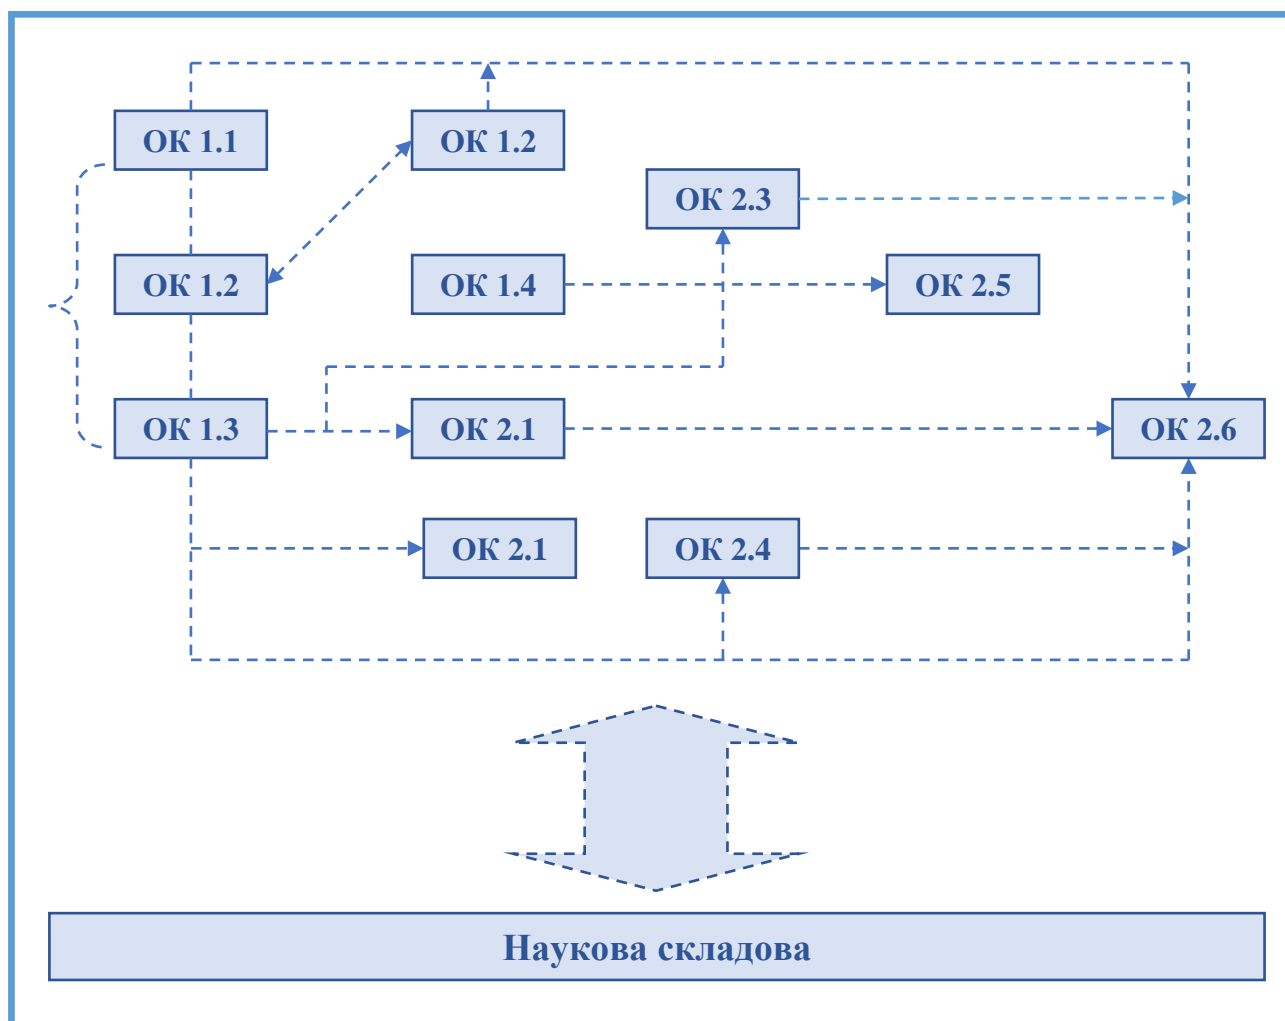 ОК 1.1
ОК 1.2
ОК 2.3
ОК 1.2
ОК 1.4
ОК 2.5
ОК 1.3
ОК 2.1
ОК 2.6
ОК 2.1
ОК 2.4
Наукова складова